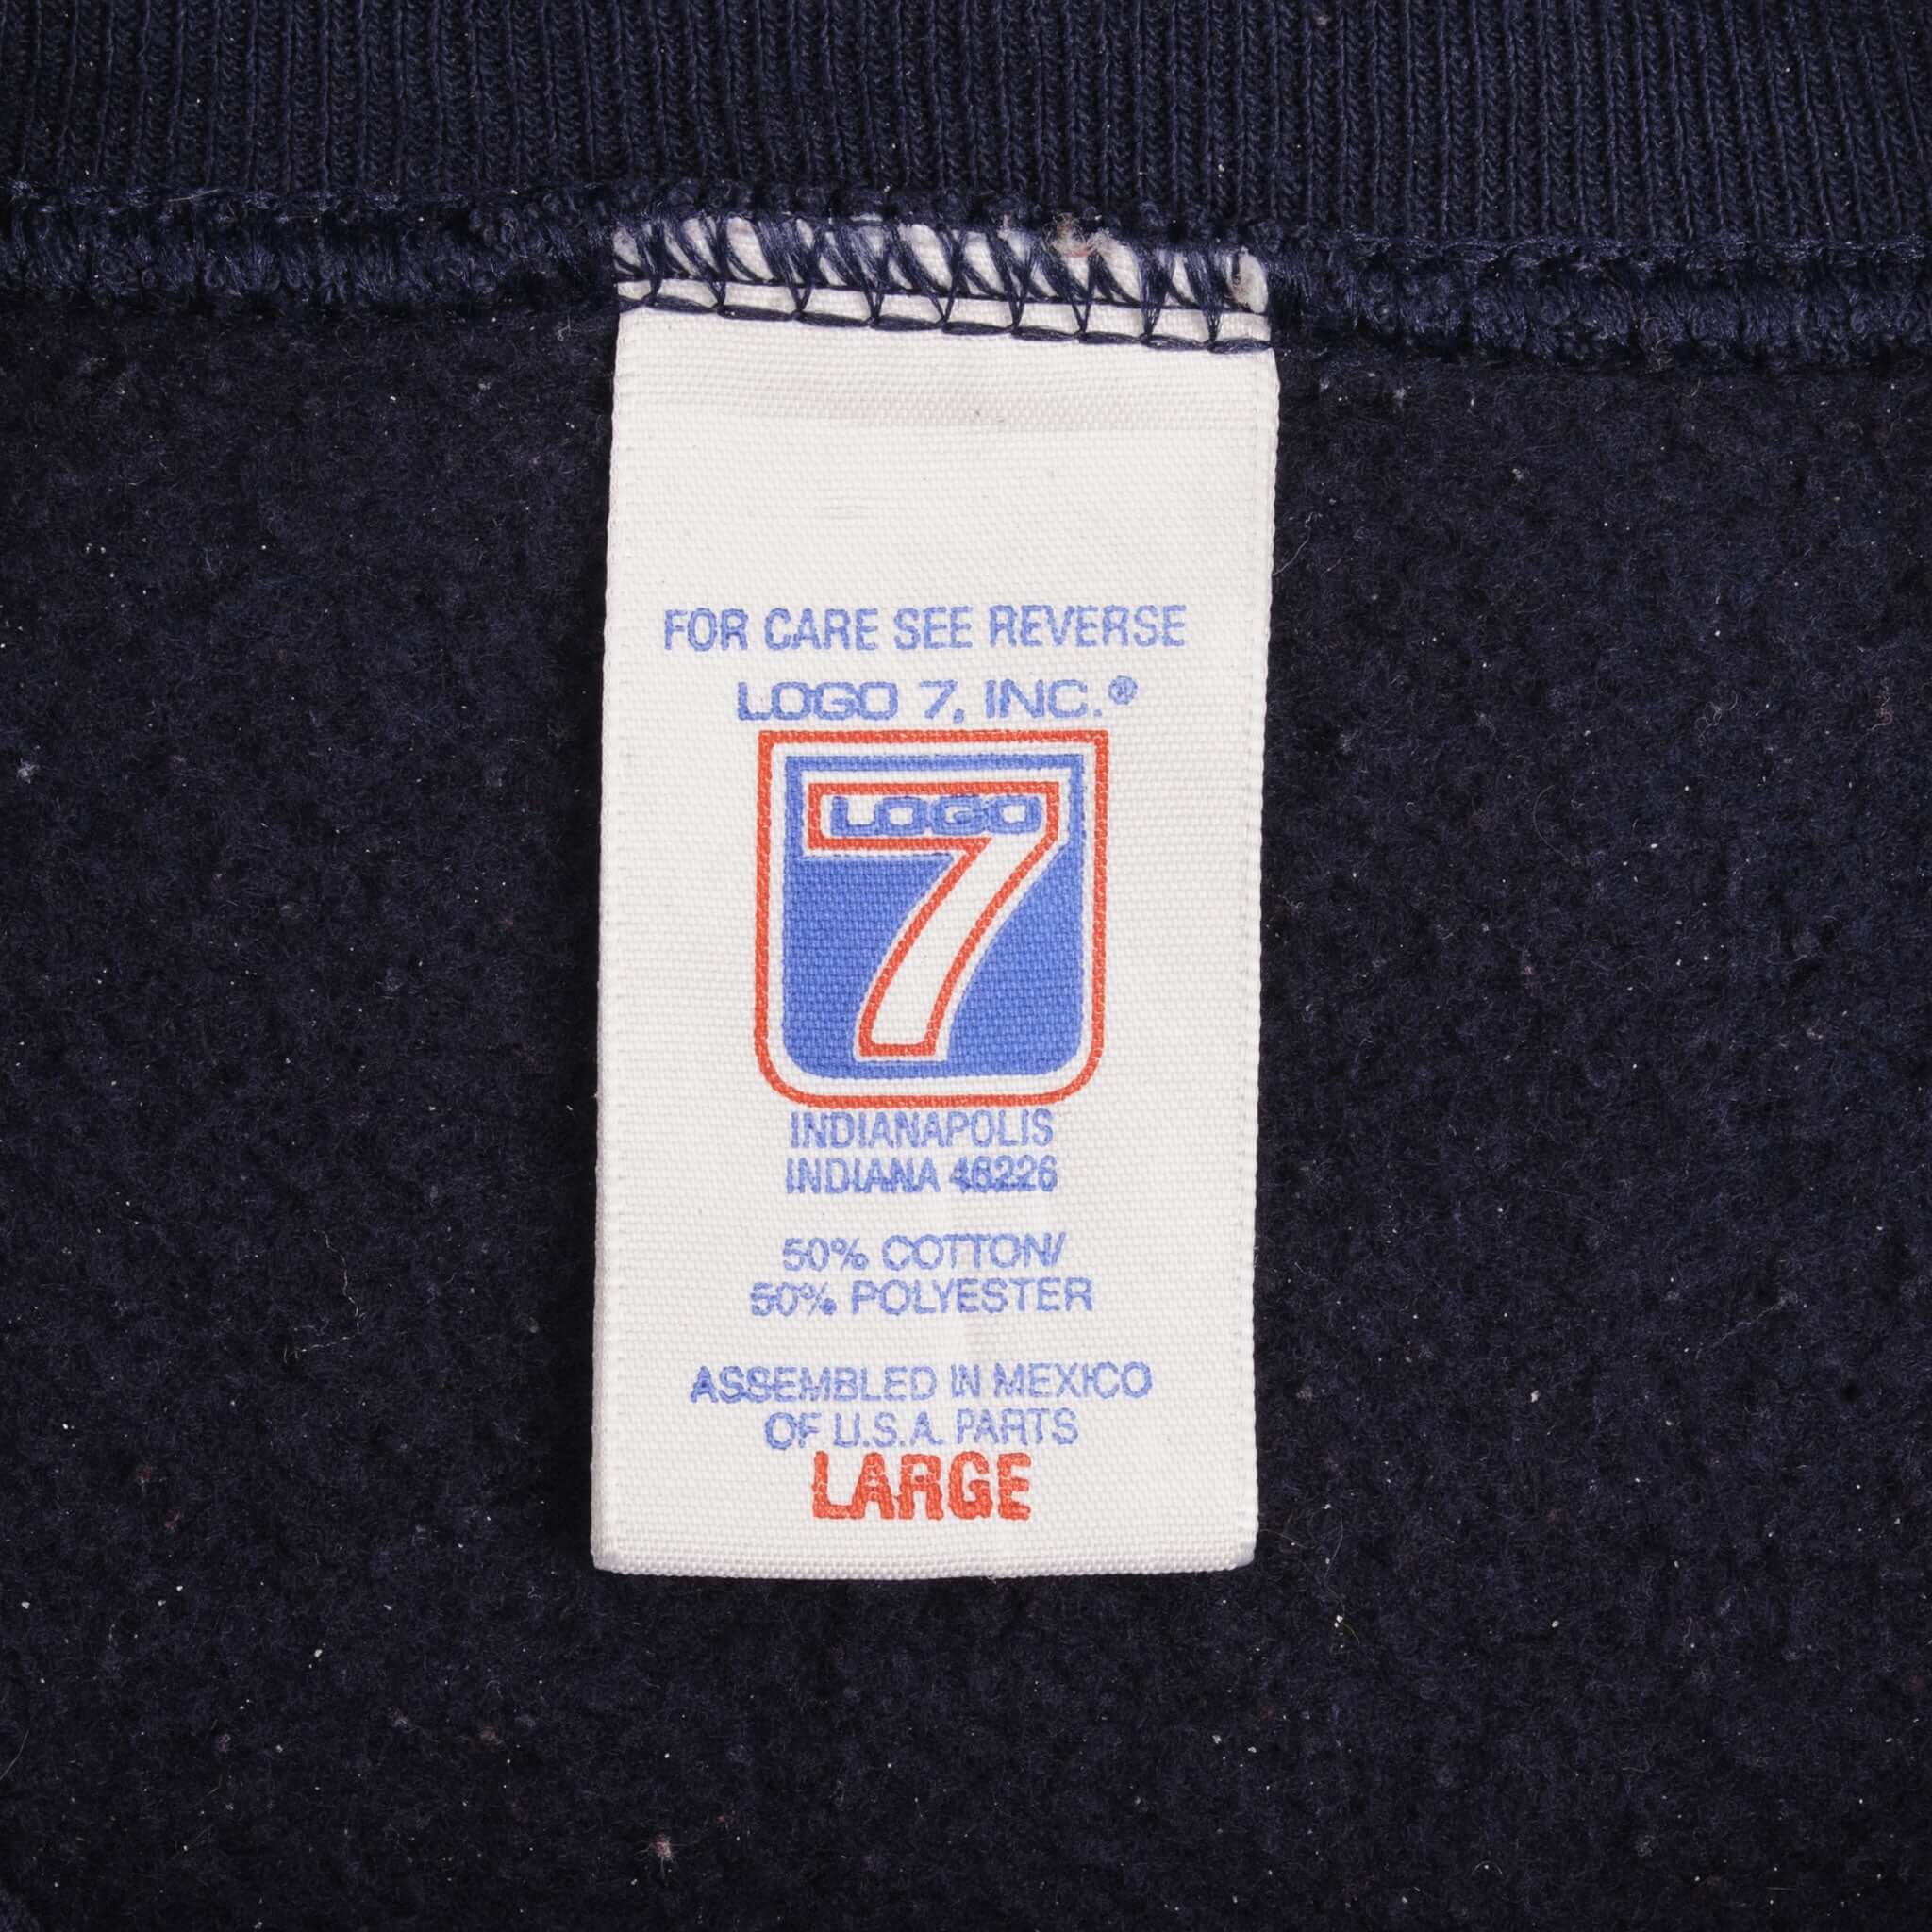 FOR CARE SEE REVERSE
LOGO 7, INC.®
LOGO
7
INDIANAPOLIS
INDIANA 46226
50% COTTON/
50% POLYESTER
ASSEMBLED IN MEXICO
OF U.S.A. PARTS
LARGE